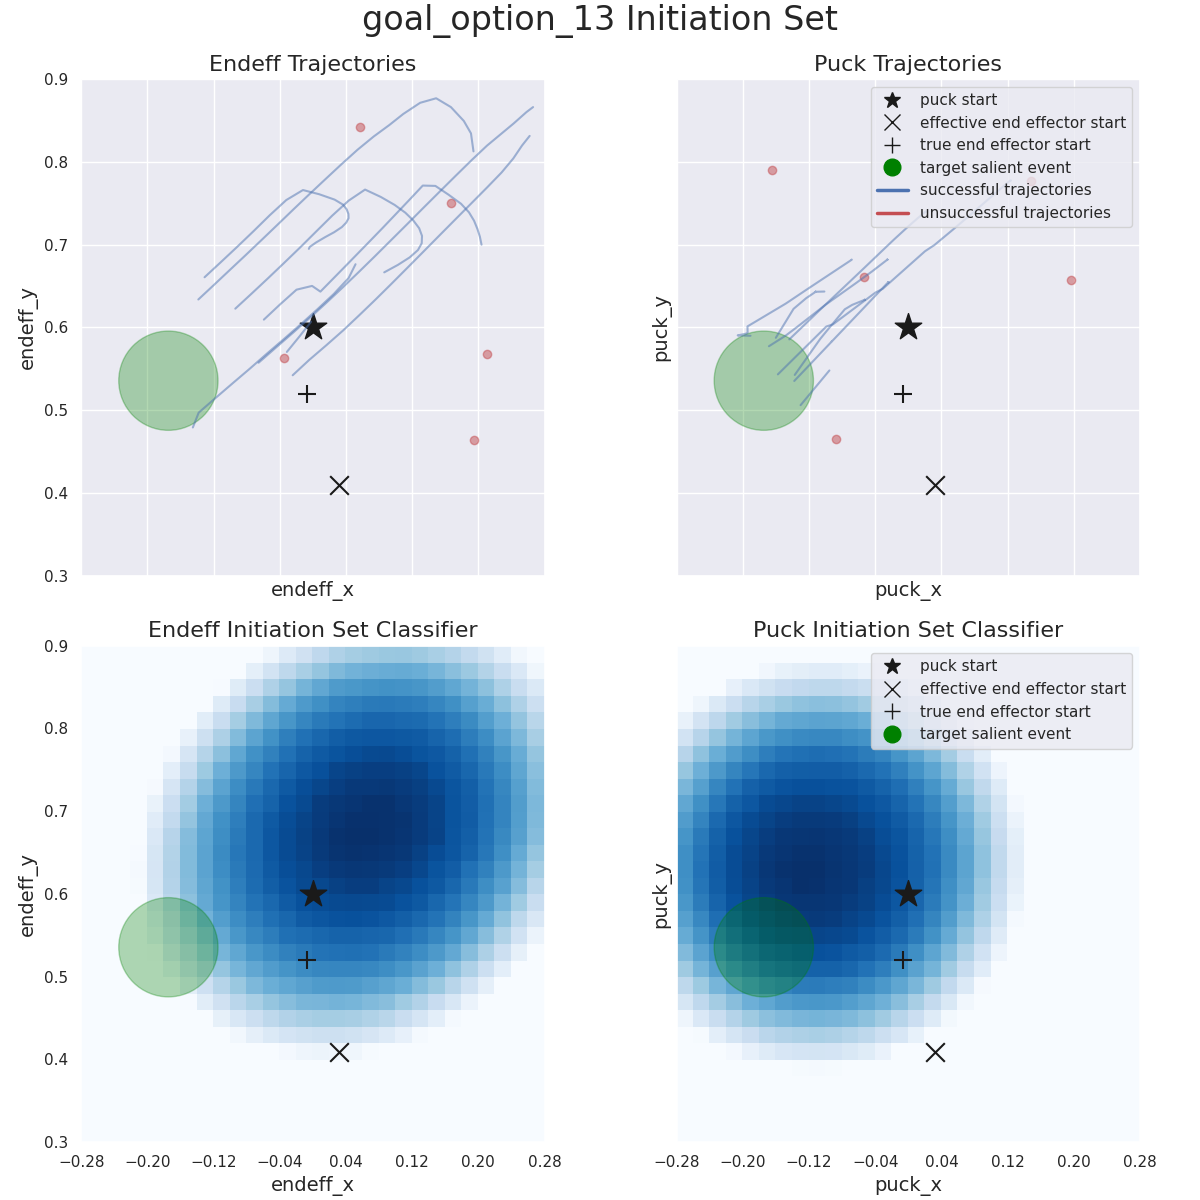 goal_option_13 Initiation Set
Endeff Trajectories
0.9
0.8
0.7
0.6
0.5
0.4
0.3
endeff_y
endeff_x
Puck Trajectories
puck start
effective end effector start
true end effector start
target salient event
successful trajectories
unsuccessful trajectories
puck_y
puck_x
Endeff Initiation Set Classifier
0.9
0.8
0.7
0.6
0.5
0.4
0.3
endeff_y
−0.28 −0.20 −0.12 −0.04 0.04 0.12 0.20 0.28
endeff_x
Puck Initiation Set Classifier
puck start
effective end effector start
true end effector start
target salient event
puck_y
−0.28 −0.20 −0.12 −0.04 0.04 0.12 0.20 0.28
puck_x